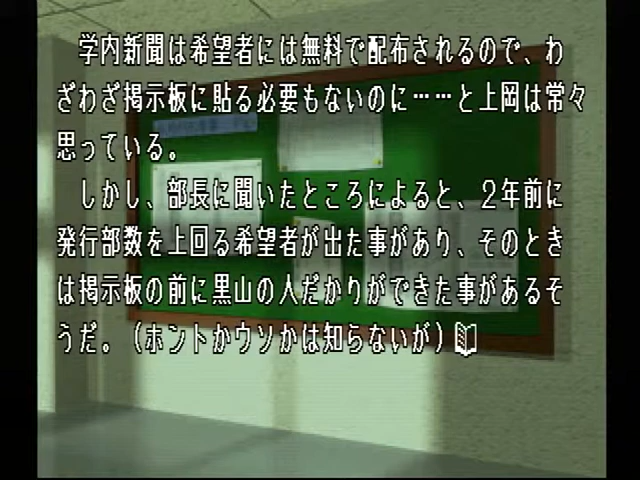 学内新聞は希望者には無料で配布されるので、わ
ざわざ掲示板に貼る必要もないのに……と上岡は常々
思っている。
しかし、部長に聞いたところによると、２年前に
発行部数を上回る希望者が出た事があり、そのとき
は掲示板の前に黒山の人だかりができた事があるそ
うだ。（ホントかウソかは知らないが）